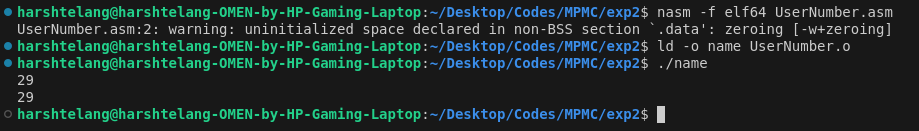 harshtelang@harshtelang-OMEN-by-HP-Gaming-Laptop:~/Desktop/Codes/MPMC/exp2$ nasm -f elf64 UserNumber.asm
UserNumber.asm:2: warning: uninitialized space declared in non-BSS section `.data': zeroing [-w+zeroing]
harshtelang@harshtelang-OMEN-by-HP-Gaming-Laptop:~/Desktop/Codes/MPMC/exp2$ ld -o name UserNumber.o
harshtelang@harshtelang-OMEN-by-HP-Gaming-Laptop:~/Desktop/Codes/MPMC/exp2$ ./name
29
29
harshtelang@harshtelang-OMEN-by-HP-Gaming-Laptop:~/Desktop/Codes/MPMC/exp2$